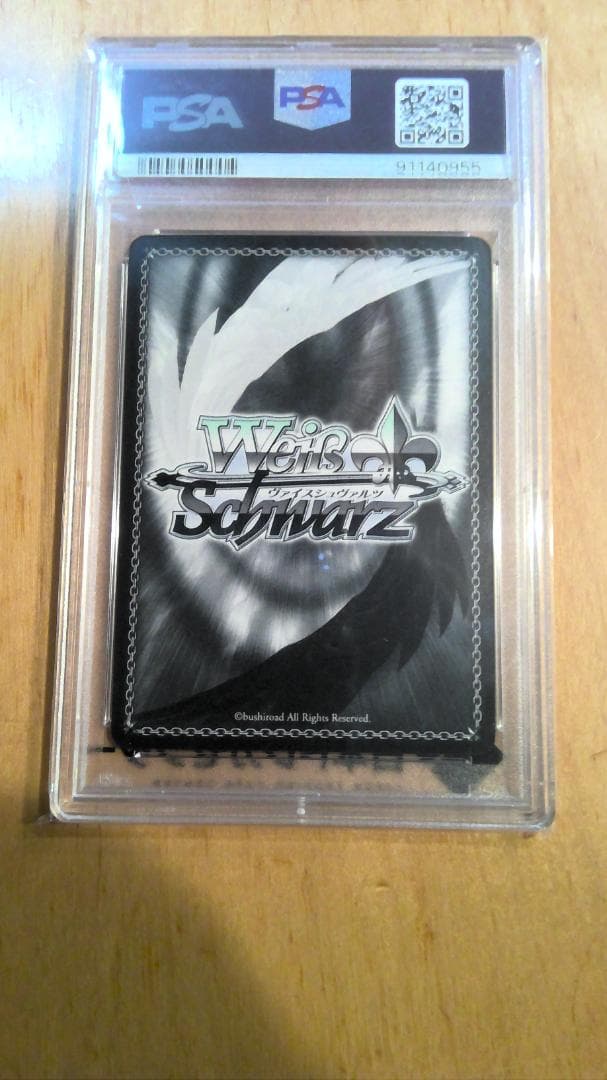 PSA
PSA
91140955
Weiß
ヴァイスシュヴァルツ
Schwarz
©bushiroad All Rights Reserved.